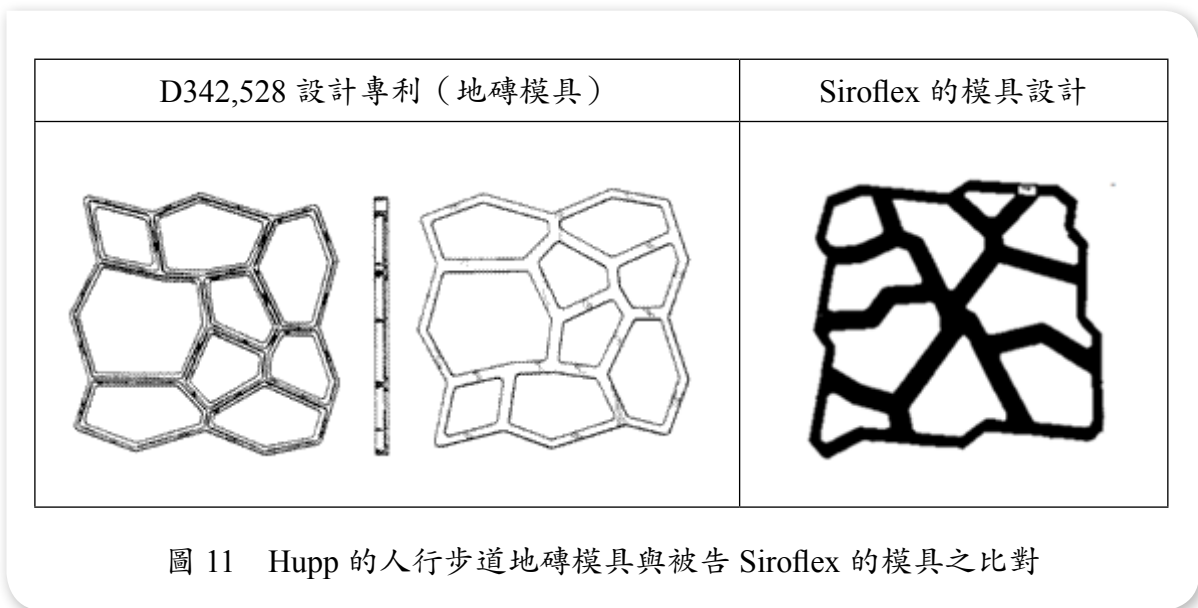 D342,528 設計專利（地磚模具）
Siroflex 的模具設計
圖 11 Hupp 的人行步道地磚模具與被告 Siroflex 的模具之比對